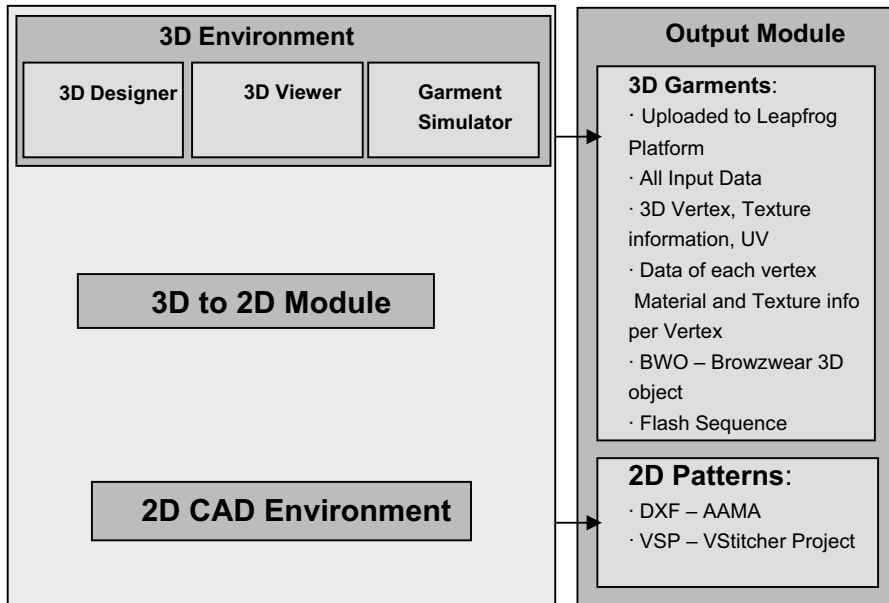 3D Environment
3D Designer
3D Viewer
Garment
Simulator
3D to 2D Module
2D CAD Environment
Output Module
3D Garments:
· Uploaded to Leapfrog
Platform
· All Input Data
· 3D Vertex, Texture
information, UV
· Data of each vertex
Material and Texture info
per Vertex
· BWO – Browzwear 3D
object
· Flash Sequence
2D Patterns:
· DXF – AAMA
· VSP – VStitcher Project